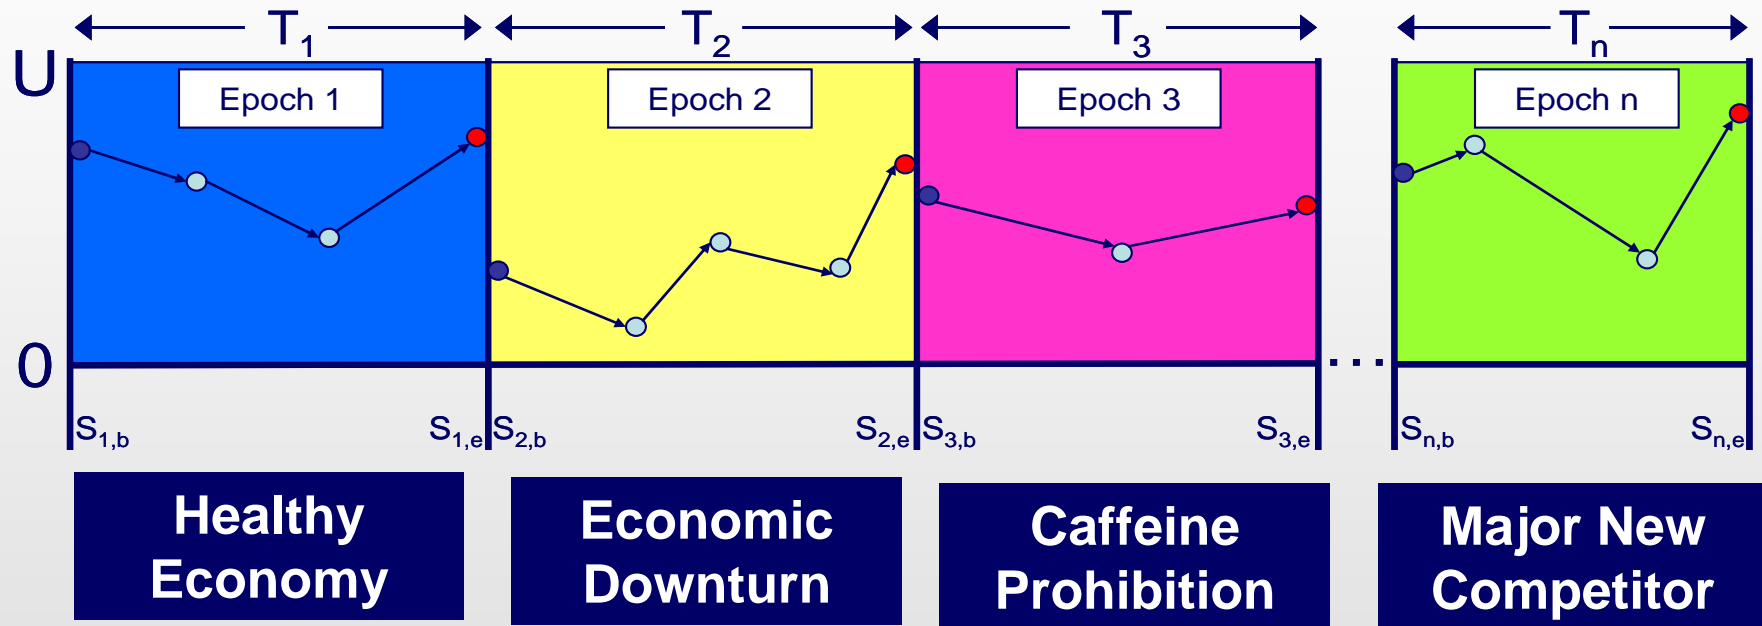 T1 T2 T3 Tn
U
Epoch 1 Epoch 2 Epoch 3 Epoch n
0
...
S1,b S1,e S2,b S2,e S3,b S3,e Sn,b Sn,e
Healthy
Economy
Economic
Downturn
Caffeine
Prohibition
Major New
Competitor